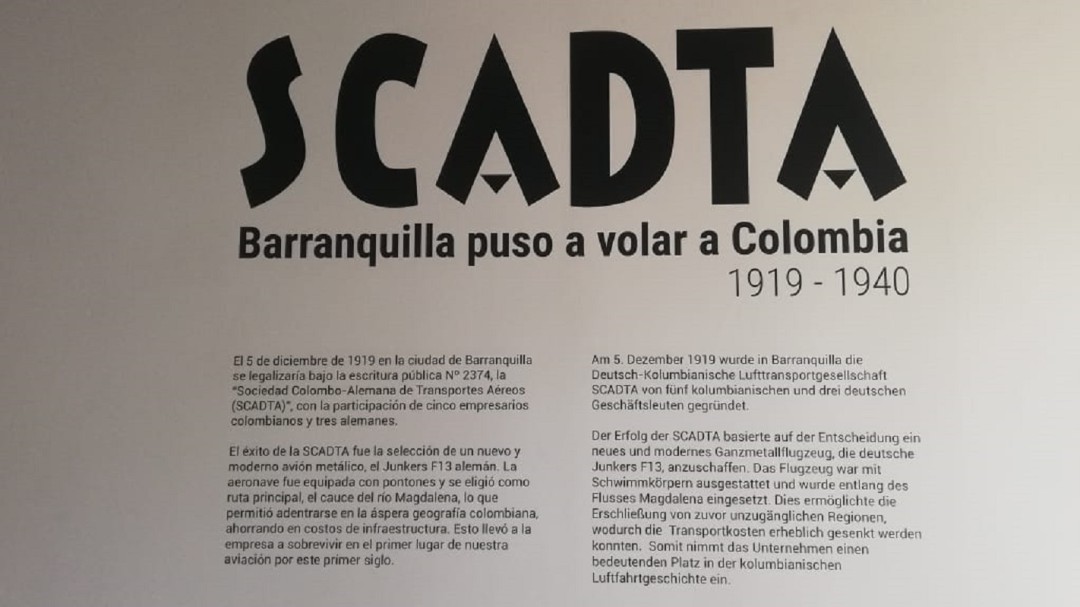 SCADTA
Barranquilla puso a volar a Colombia
1919 - 1940
El 5 de diciembre de 1919 en la ciudad de Barranquilla
se legalizaría bajo la escritura pública Nº 2374, la
"Sociedad Colombo-Alemana de Transportes Aéreos
(SCADTA)", con la participación de cinco empresarios
colombianos y tres alemanes.
El éxito de la SCADTA fue la selección de un nuevo y
moderno avión metálico, el Junkers F13 alemán. La
aeronave fue equipada con pontones y se eligió como
ruta principal, el cauce del río Magdalena, lo que
permitió adentrarse en la áspera geografía colombiana,
ahorrando en costos de infraestructura. Esto llevó a la
empresa a sobrevivir en el primer lugar de nuestra
aviación por este primer siglo.
Am 5. Dezember 1919 wurde in Barranquilla die
Deutsch-Kolumbianische Lufttransportgesellschaft
SCADTA von fünf kolumbianischen und drei deutschen
Geschäftsleuten gegründet.
Der Erfolg der SCADTA basierte auf der Entscheidung ein
neues und modernes Ganzmetallflugzeug, die deutsche
Junkers F13, anzuschaffen. Das Flugzeug war mit
Schwimmkörpern ausgestattet und wurde entlang des
Flusses Magdalena eingesetzt. Dies ermöglichte die
Erschließung von zuvor unzugänglichen Regionen,
wodurch die Transportkosten erheblich gesenkt werden
konnten. Somit nimmt das Unternehmen einen
bedeutenden Platz in der kolumbianischen
Luftfahrtgeschichte ein.